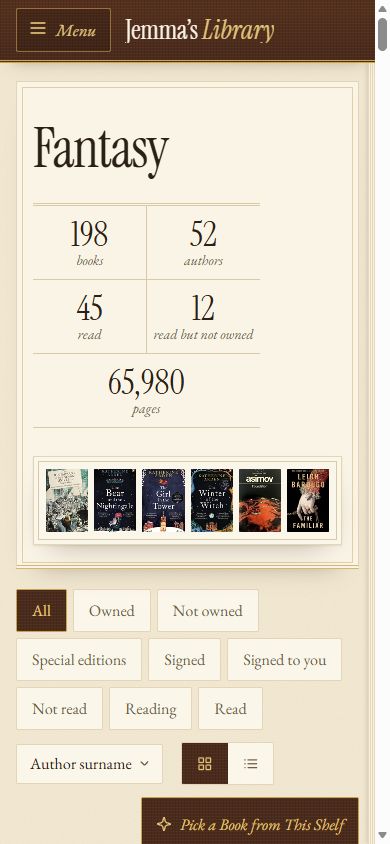 Menu
Jemma's Library
Fantasy
198
books
52
authors
45
read
12
read but not owned
65,980
pages
The
Bear
and the
Nightingale
KATHERINE
The
Girl
in the
Tower
KATHERINE
ARDEN
The
Winter
of the
Witch
asimov
LEIGH
BARDUGO
THE
FAMILIAR
All
Owned
Not owned
Special editions
Signed
Signed to you
Not read
Reading
Read
Author surname
Pick a Book from This Shelf